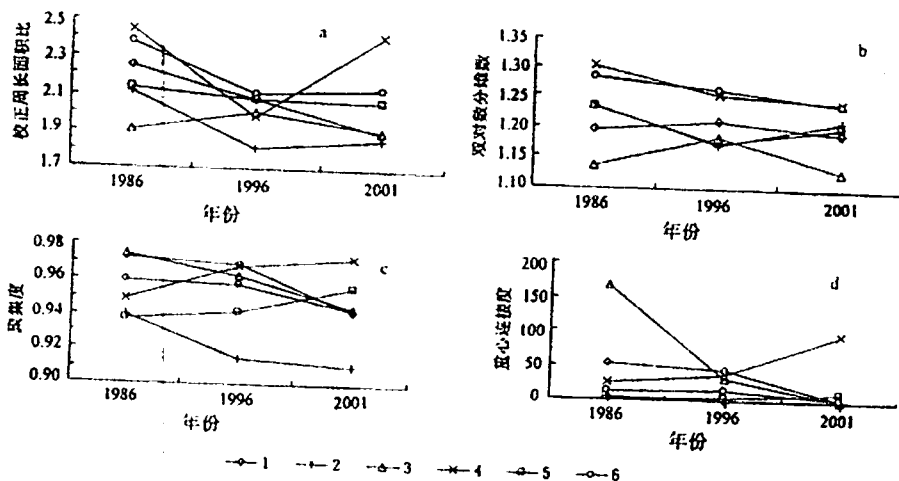 a
校正周长面积比
2.5
2.3
2.1
1.9
1.7
1986
1996
2001
年份
b
双对数分维数
1.35
1.30
1.25
1.20
1.15
1.10
1986
1996
2001
年份
c
聚集度
0.98
0.96
0.94
0.92
0.90
1986
1996
2001
年份
d
重心连接度
200
150
100
50
0
1986
1996
2001
年份
1 2 3 4 5 6